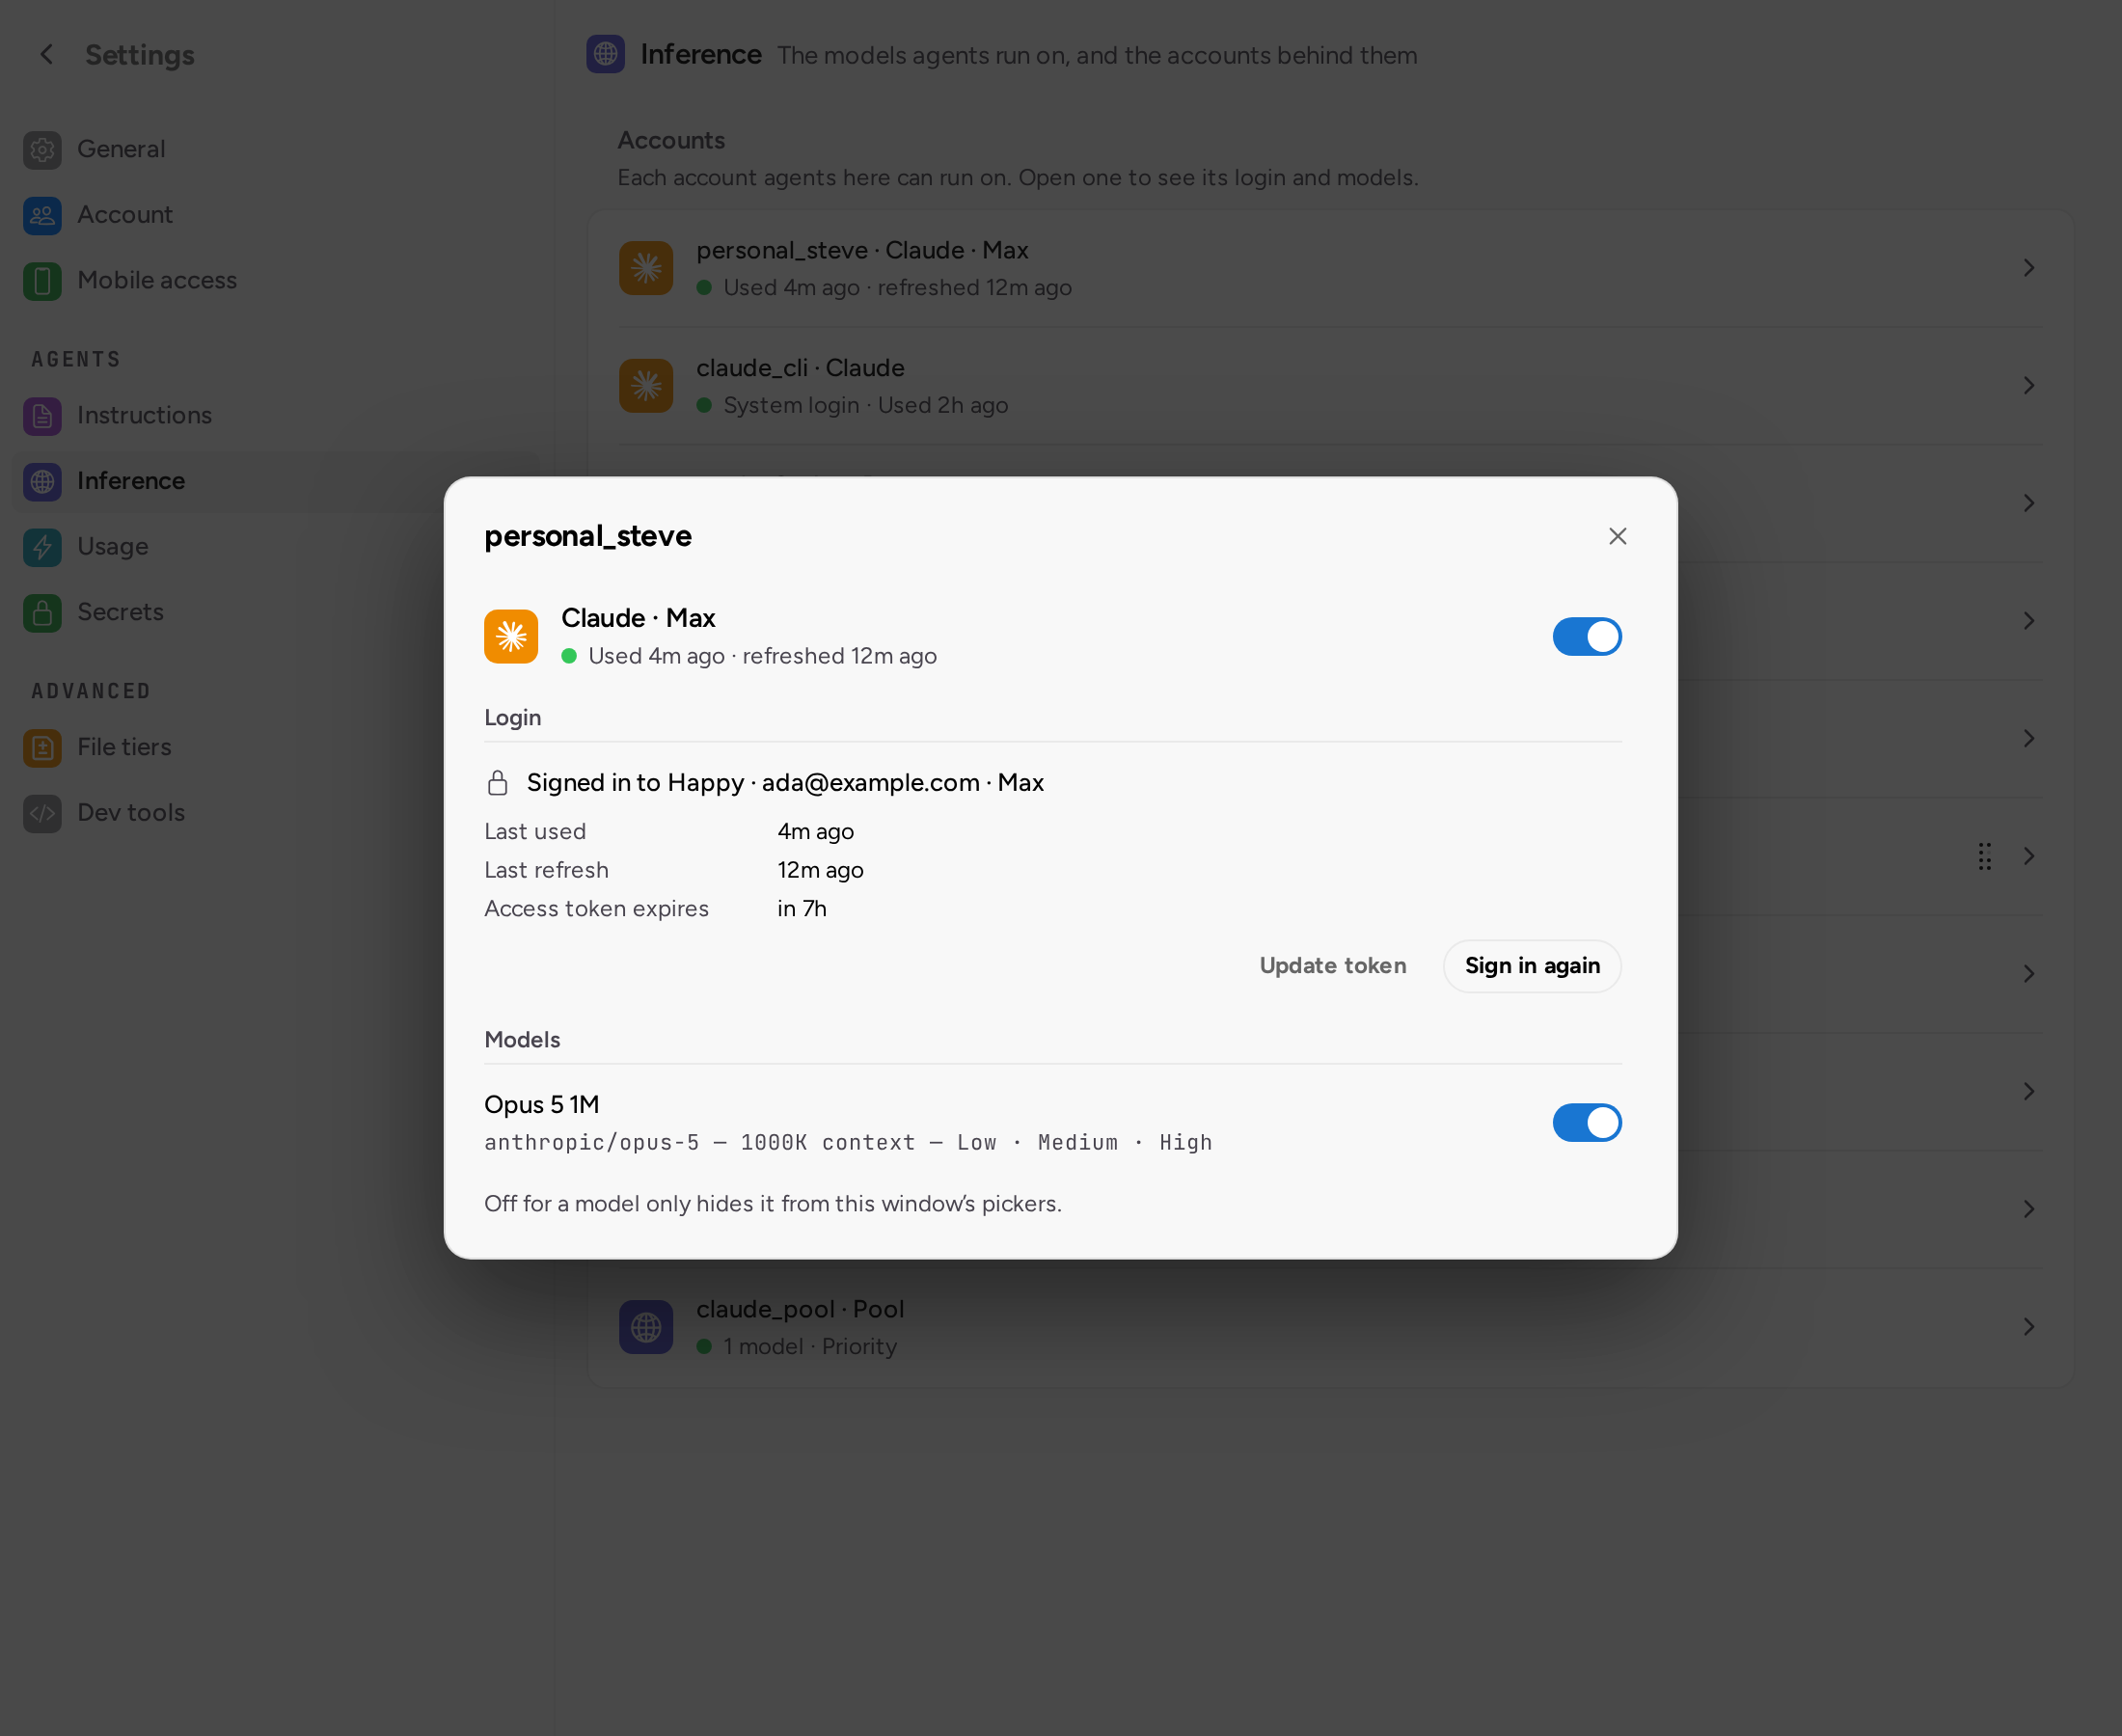 Settings
General
Account
Mobile access
AGENTS
Instructions
Inference
Usage
Secrets
ADVANCED
File tiers
Dev tools
Inference The models agents run on, and the accounts behind them
Accounts
Each account agents here can run on. Open one to see its login and models.
personal_steve · Claude · Max
Used 4m ago · refreshed 12m ago
claude_cli · Claude
System login · Used 2h ago
personal_steve
Claude · Max
Used 4m ago · refreshed 12m ago
Login
Signed in to Happy · ada@example.com · Max
Last used 4m ago
Last refresh 12m ago
Access token expires in 7h
Update token Sign in again
Models
Opus 5 1M
anthropic/opus-5 — 1000K context — Low · Medium · High
Off for a model only hides it from this window’s pickers.
claude_pool · Pool
1 model · Priority